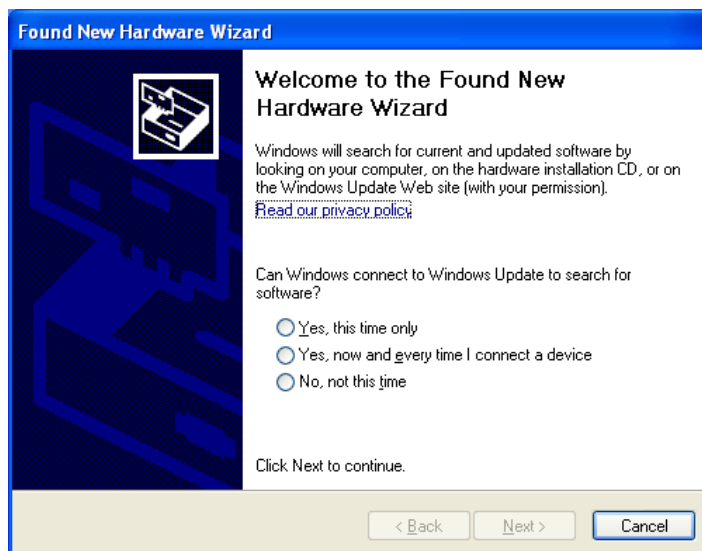 Found New Hardware Wizard
Welcome to the Found New
Hardware Wizard
Windows will search for current and updated software by
looking on your computer, on the hardware installation CD, or on
the Windows Update Web site (with your permission).
Read our privacy policy
Can Windows connect to Windows Update to search for
software?
Yes, this time only
Yes, now and every time I connect a device
No, not this time
Click Next to continue.
< Back
Next >
Cancel